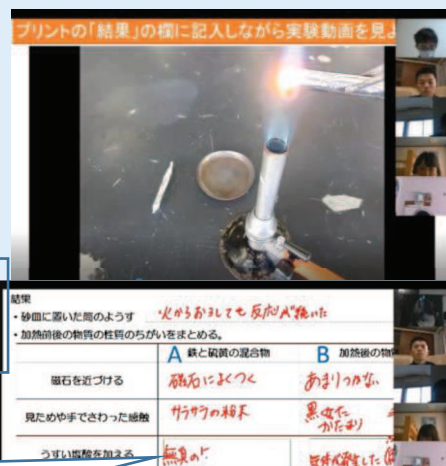 プリントの「結果」の欄に記入しながら実験動画を見よ
結果
・砂皿に置いた筒のようす 火からおろしても反応が続いた
・加熱前後の物質の性質のちがいをまとめる。
A 鉄と硫黄の混合物 B 加熱後の物
磁石を近づける 磁石によくつく あまりつかない
見ためや手でさわった感触 サラサラの粉末 黒くなった かたまり
うすい塩酸を加える 無臭の